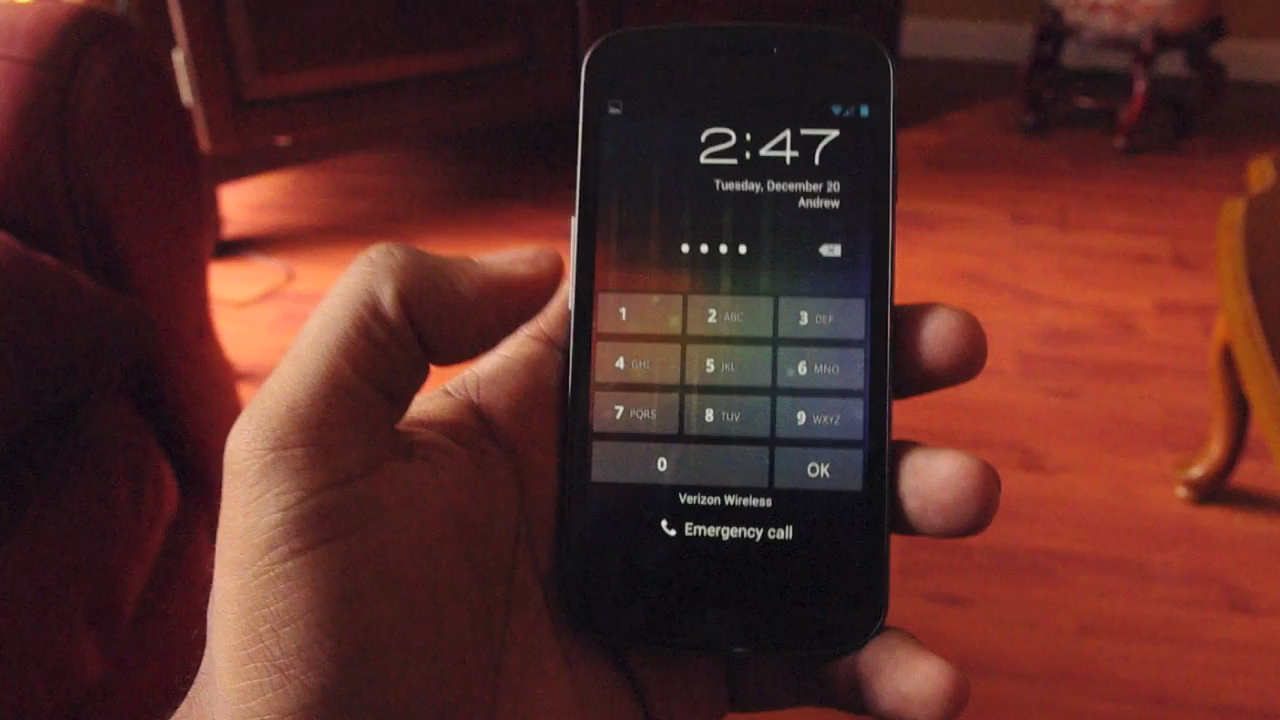 2:47
Tuesday, December 20
Andrew
1
2 ABC
3 DEF
4 GHI
5 JKL
6 MNO
7 PQRS
8 TUV
9 WXYZ
0
OK
Verizon Wireless
Emergency call